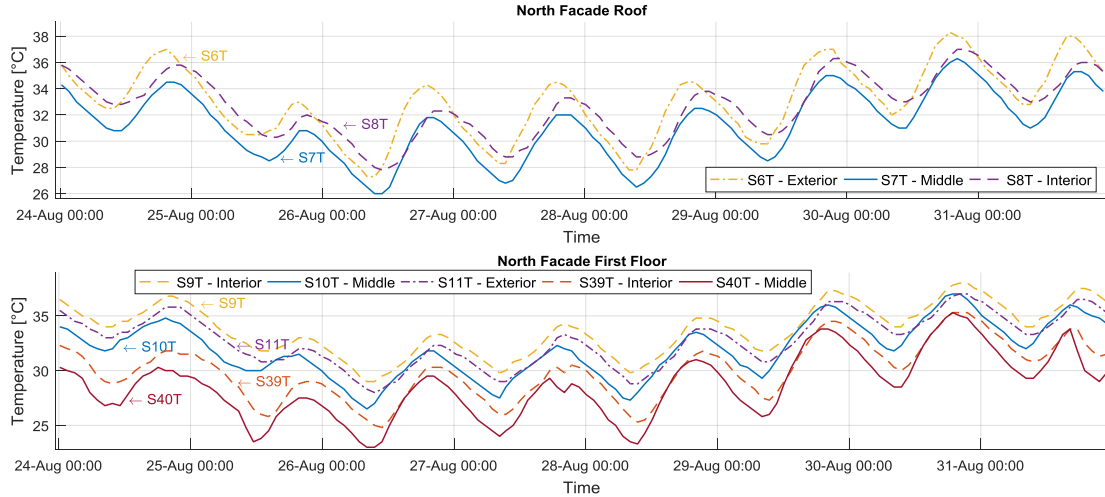 North Facade Roof
Temperature [°C]
38
36
34
32
30
28
26
← S6T
← S8T
← S7T
S6T - Exterior S7T - Middle S8T - Interior
24-Aug 00:00 25-Aug 00:00 26-Aug 00:00 27-Aug 00:00 28-Aug 00:00 29-Aug 00:00 30-Aug 00:00 31-Aug 00:00
Time
North Facade First Floor
S9T - Interior S10T - Middle S11T - Exterior S39T - Interior S40T - Middle
Temperature [°C]
35
30
25
← S9T
← S10T
← S11T
← S39T
← S40T
24-Aug 00:00 25-Aug 00:00 26-Aug 00:00 27-Aug 00:00 28-Aug 00:00 29-Aug 00:00 30-Aug 00:00 31-Aug 00:00
Time